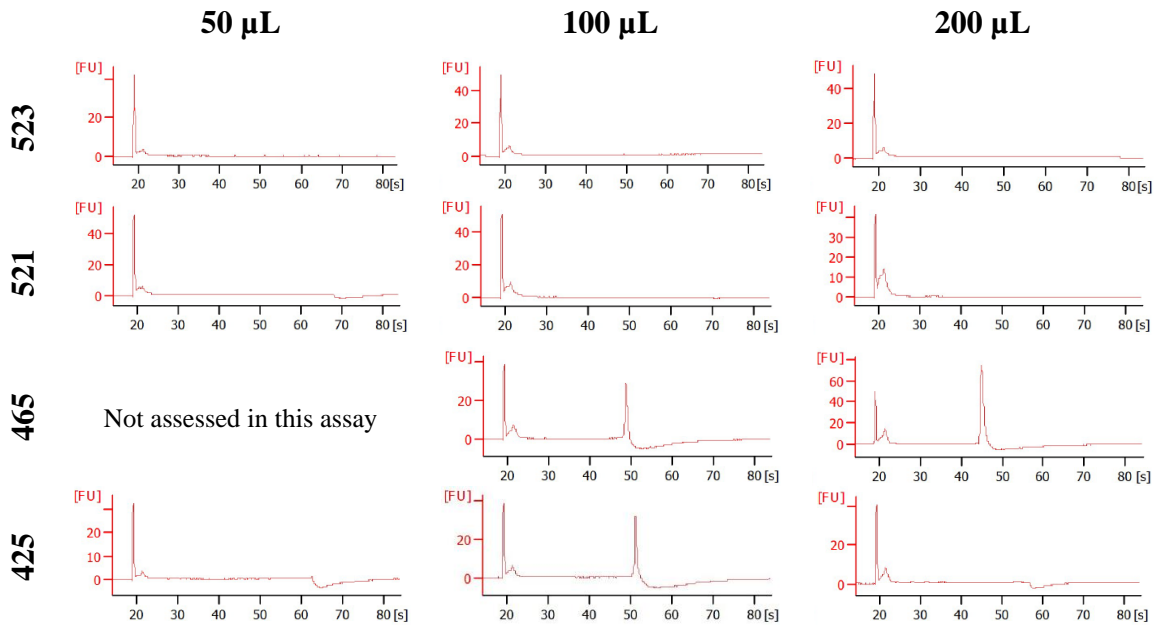 50 µL 100 µL 200 µL
523
[FU] 20 0 20 30 40 50 60 70 80[s]
[FU] 40 20 0 20 30 40 50 60 70 80[s]
[FU] 40 20 0 20 30 40 50 60 70 80[s]
521
[FU] 40 20 0 20 30 40 50 60 70 80[s]
[FU] 40 20 0 20 30 40 50 60 70 80[s]
[FU] 30 20 10 0 20 30 40 50 60 70 80[s]
465
Not assessed in this assay
[FU] 20 0 20 30 40 50 60 70 80[s]
[FU] 60 40 20 0 20 30 40 50 60 70 80[s]
425
[FU] 20 10 0 20 30 40 50 60 70 80[s]
[FU] 20 0 20 30 40 50 60 70 80[s]
[FU] 20 0 20 30 40 50 60 70 80[s]